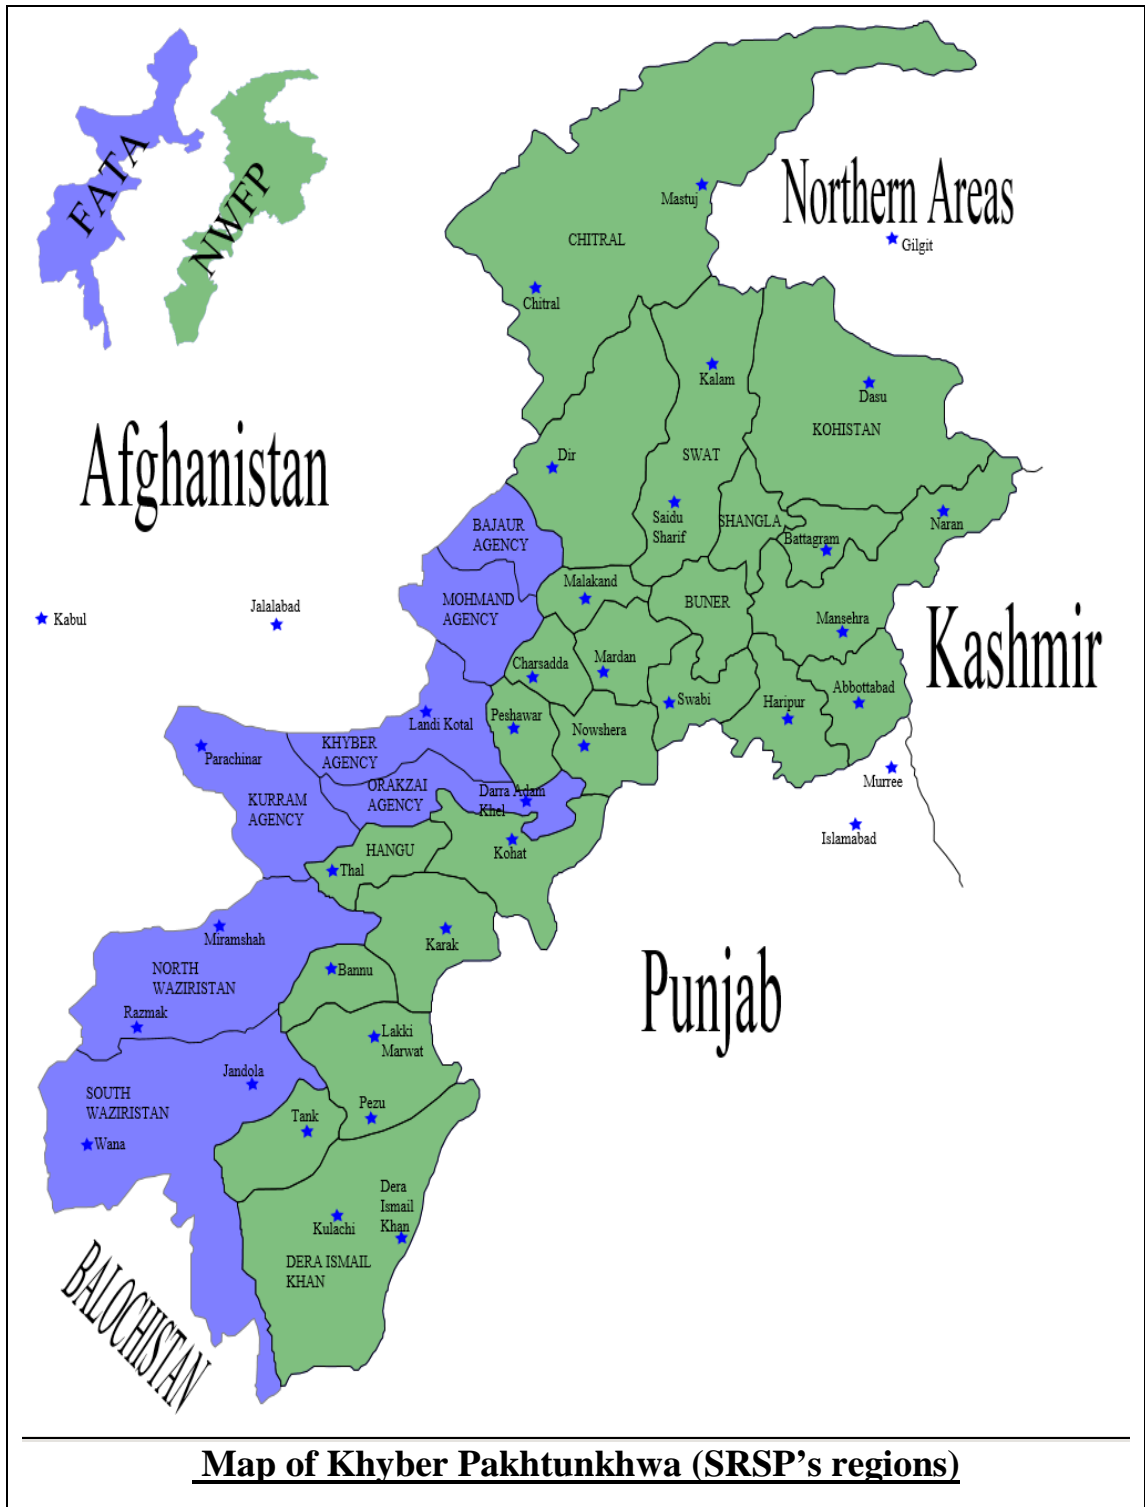 FATA
NWFP
Northern Areas
Gilgit
Mastuj
CHITRAL
Chitral
Kalam
Dasu
KOHISTAN
Afghanistan
Dir
SWAT
Saidu
Sharif
SHANGLA
Battagram
Naran
BAJAUR
AGENCY
MOHMAND
AGENCY
Malakand
BUNER
Kabul
Jalalabad
Mansehra
Kashmir
Charsadda
Mardan
Swabi
Haripur
Abbottabad
Landi Kotal
Peshawar
Nowshera
Parachinar
KHYBER
AGENCY
Murree
KURRAM
AGENCY
ORAKZAI
AGENCY
Darra Adam
Khel
Islamabad
HANGU
Kohat
Thal
Miramshah
Karak
Punjab
NORTH
WAZIRISTAN
Bannu
Razmak
Lakki
Marwat
Jandola
SOUTH
WAZIRISTAN
Tank
Pezu
Wana
Dera
Ismail
Khan
Kulachi
DERA ISMAIL
KHAN
BALOCHISTAN
Map of Khyber Pakhtunkhwa (SRSP’s regions)